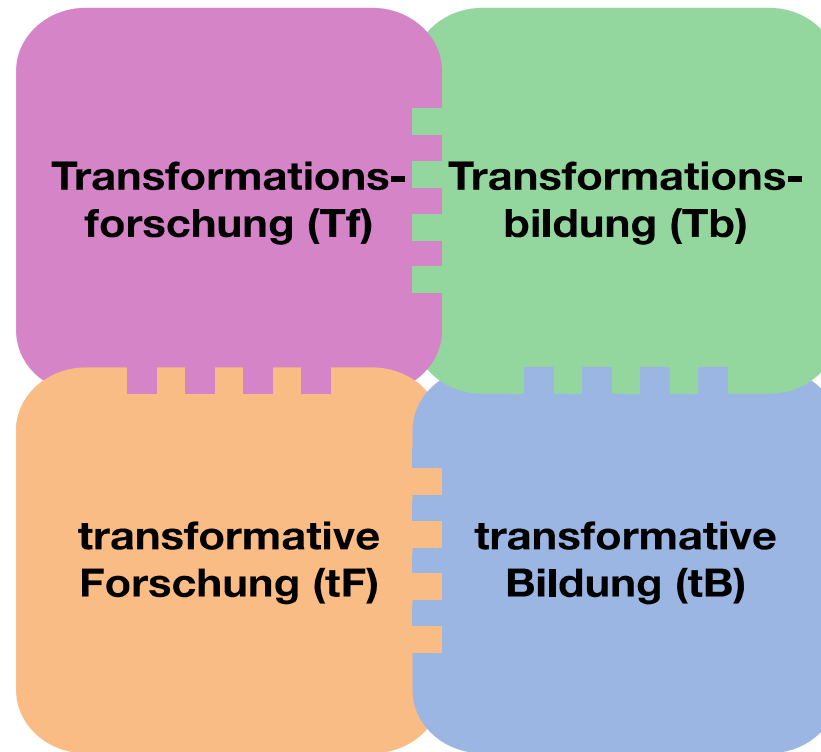 Transformations-
forschung (Tf)
Transformations-
bildung (Tb)
transformative
Forschung (tF)
transformative
Bildung (tB)